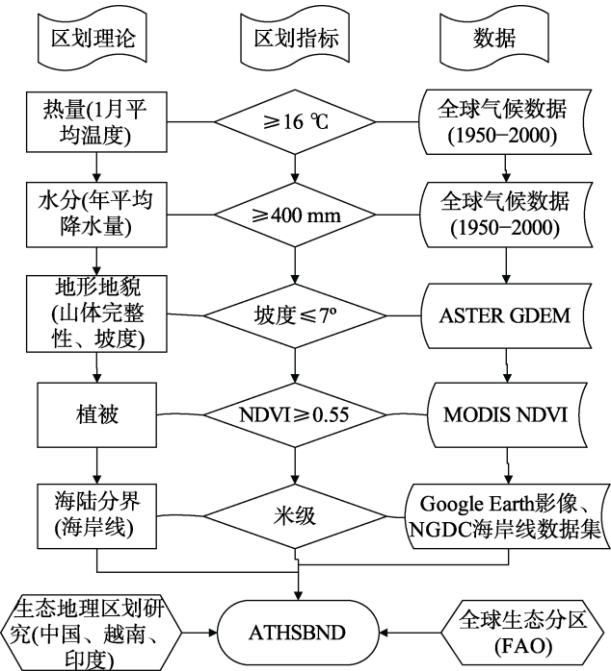 区划理论
区划指标
数据
热量(1月平
均温度)
≥16 ℃
全球气候数据
(1950−2000)
水分(年平均
降水量)
≥400 mm
全球气候数据
(1950−2000)
地形地貌
(山体完整
性、坡度)
坡度≤7º
ASTER GDEM
植被
NDVI≥0.55
MODIS NDVI
海陆分界
(海岸线)
米级
Google Earth影像、
NGDC海岸线数据集
生态地理区划研
究(中国、越南、
印度)
ATHSBND
全球生态分区
(FAO)